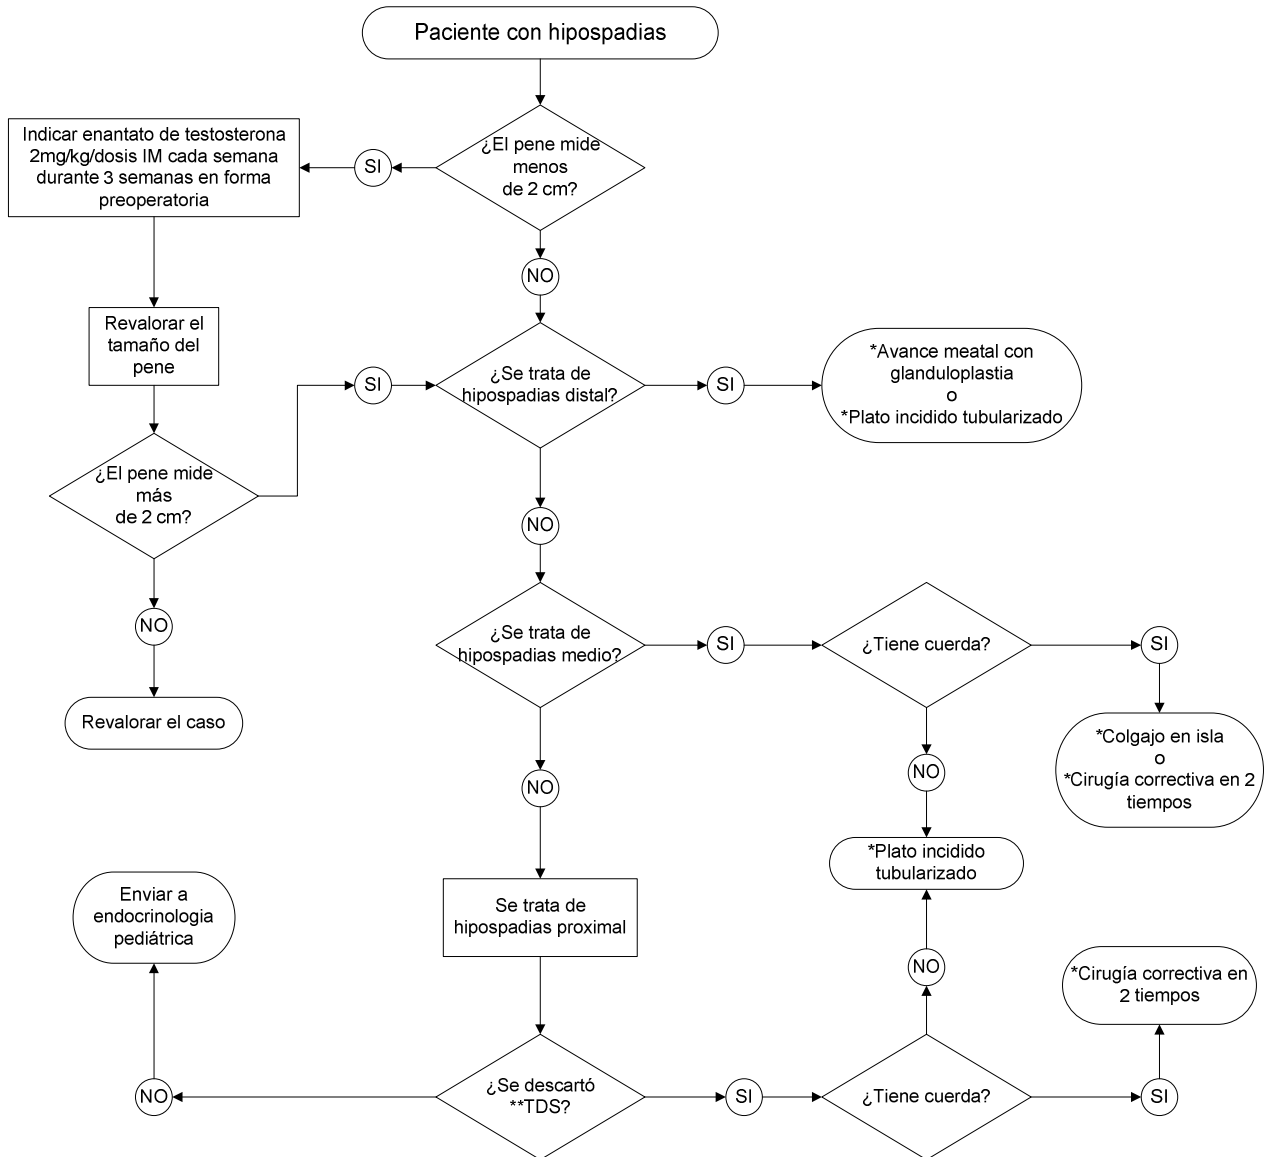 Paciente con hipospadias
Indicar enantato de testosterona
2mg/kg/dosis IM cada semana
durante 3 semanas en forma
preoperatoria
SI
¿El pene mide
menos
de 2 cm?
NO
Revalorar el
tamaño del
pene
SI
¿Se trata de
hipospadias distal?
SI
*Avance meatal con
glanduloplastia
o
*Plato incidido tubularizado
¿El pene mide
más
de 2 cm?
NO
NO
Revalorar el caso
¿Se trata de
hipospadias medio?
SI
¿Tiene cuerda?
SI
*Colgajo en isla
o
*Cirugía correctiva en 2
tiempos
NO
NO
*Plato incidido
tubularizado
Enviar a
endocrinologia
pediátrica
Se trata de
hipospadias proximal
NO
*Cirugía correctiva en
2 tiempos
NO
¿Se descartó
**TDS?
SI
¿Tiene cuerda?
SI